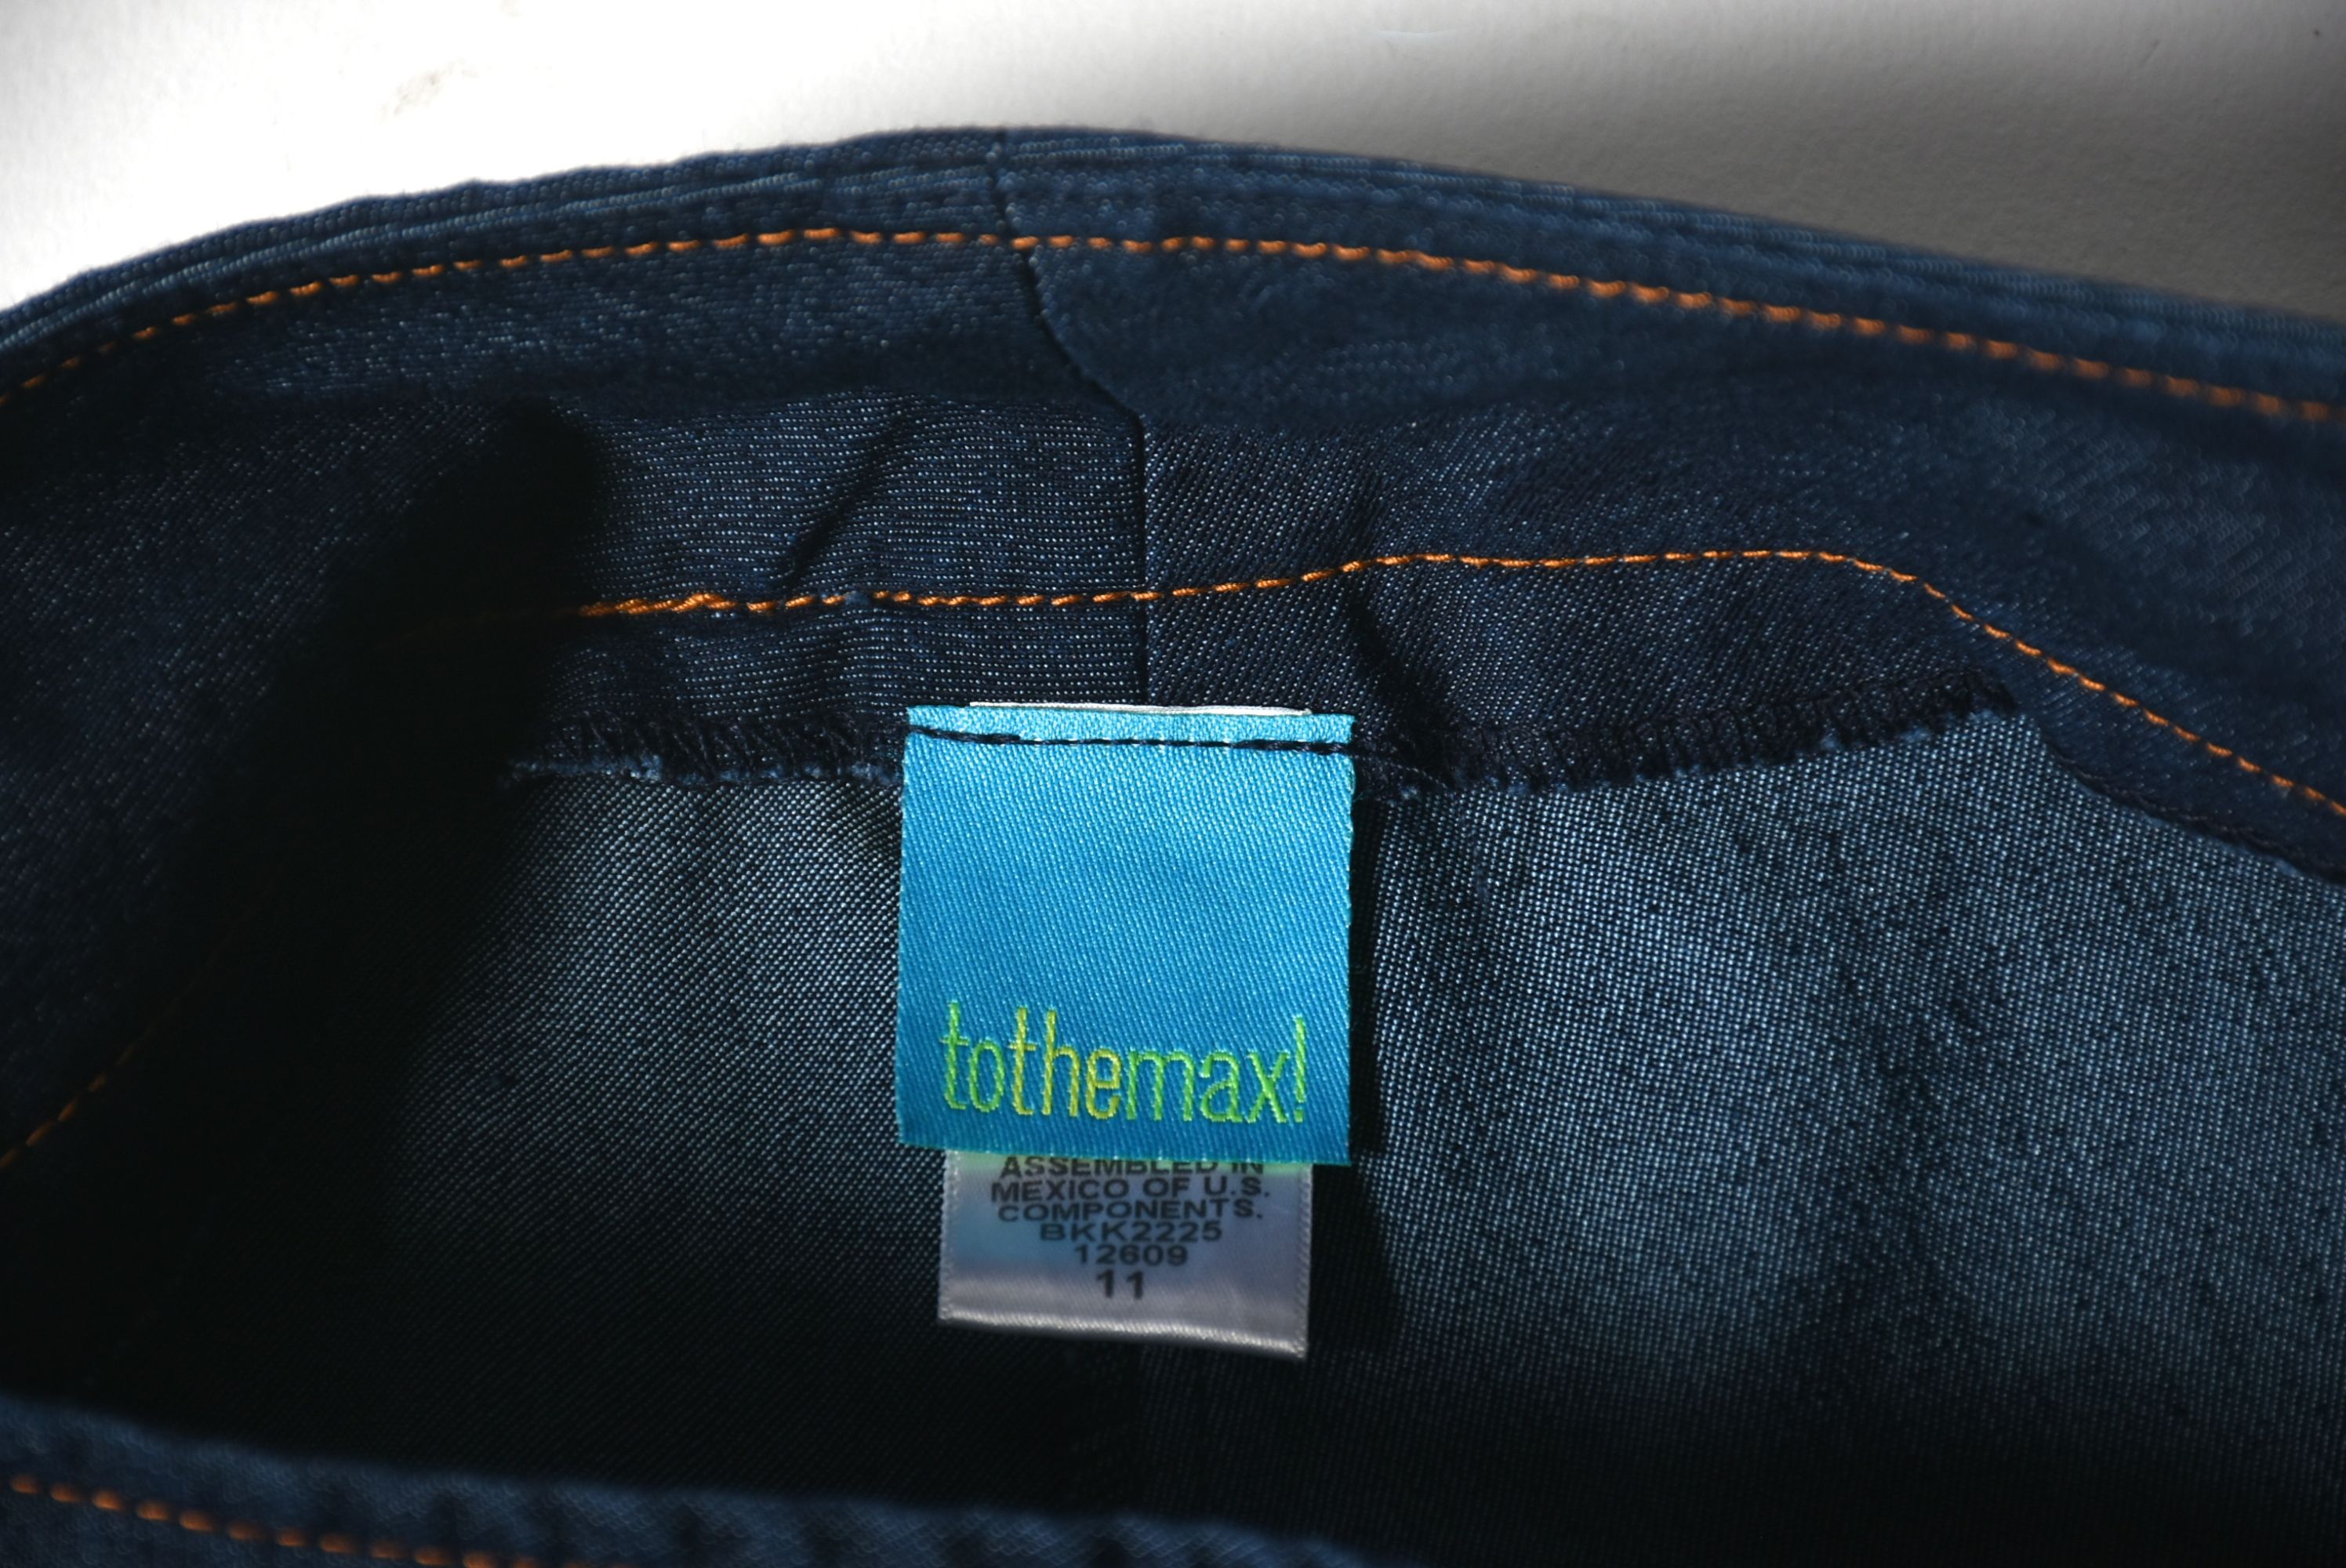 tothemax!
ASSEMBLED IN
MEXICO OF U.S.
COMPONENTS.
BKK2225
12609
11